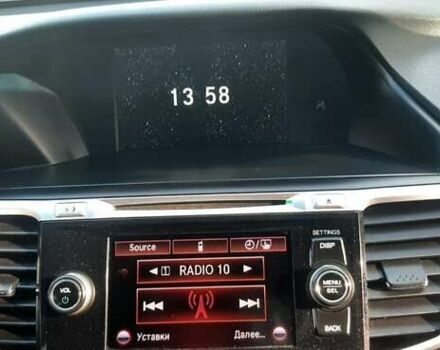 13 58
SETTINGS
Source
DISP
RADIO 10
MENU/
SEL
VOL
Уставки
Далее...
BACK